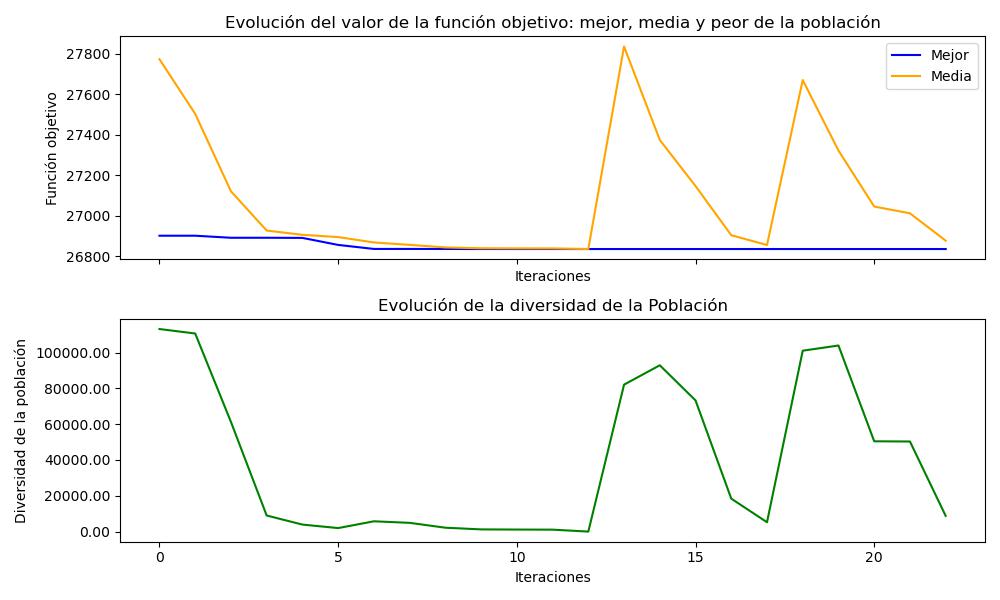 Evolución del valor de la función objetivo: mejor, media y peor de la población
Función objetivo
27800
27600
27400
27200
27000
26800
Mejor
Media
Iteraciones
Evolución de la diversidad de la Población
Diversidad de la población
100000.00
80000.00
60000.00
40000.00
20000.00
0.00
0 5 10 15 20
Iteraciones